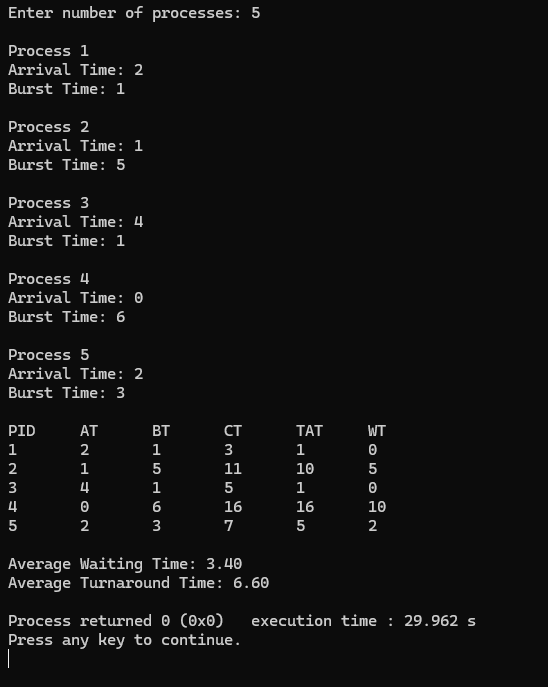 Enter number of processes: 5
Process 1
Arrival Time: 2
Burst Time: 1
Process 2
Arrival Time: 1
Burst Time: 5
Process 3
Arrival Time: 4
Burst Time: 1
Process 4
Arrival Time: 0
Burst Time: 6
Process 5
Arrival Time: 2
Burst Time: 3
PID AT BT CT TAT WT
1 2 1 3 1 0
2 1 5 11 10 5
3 4 1 5 1 0
4 0 6 16 16 10
5 2 3 7 5 2
Average Waiting Time: 3.40
Average Turnaround Time: 6.60
Process returned 0 (0x0) execution time : 29.962 s
Press any key to continue.